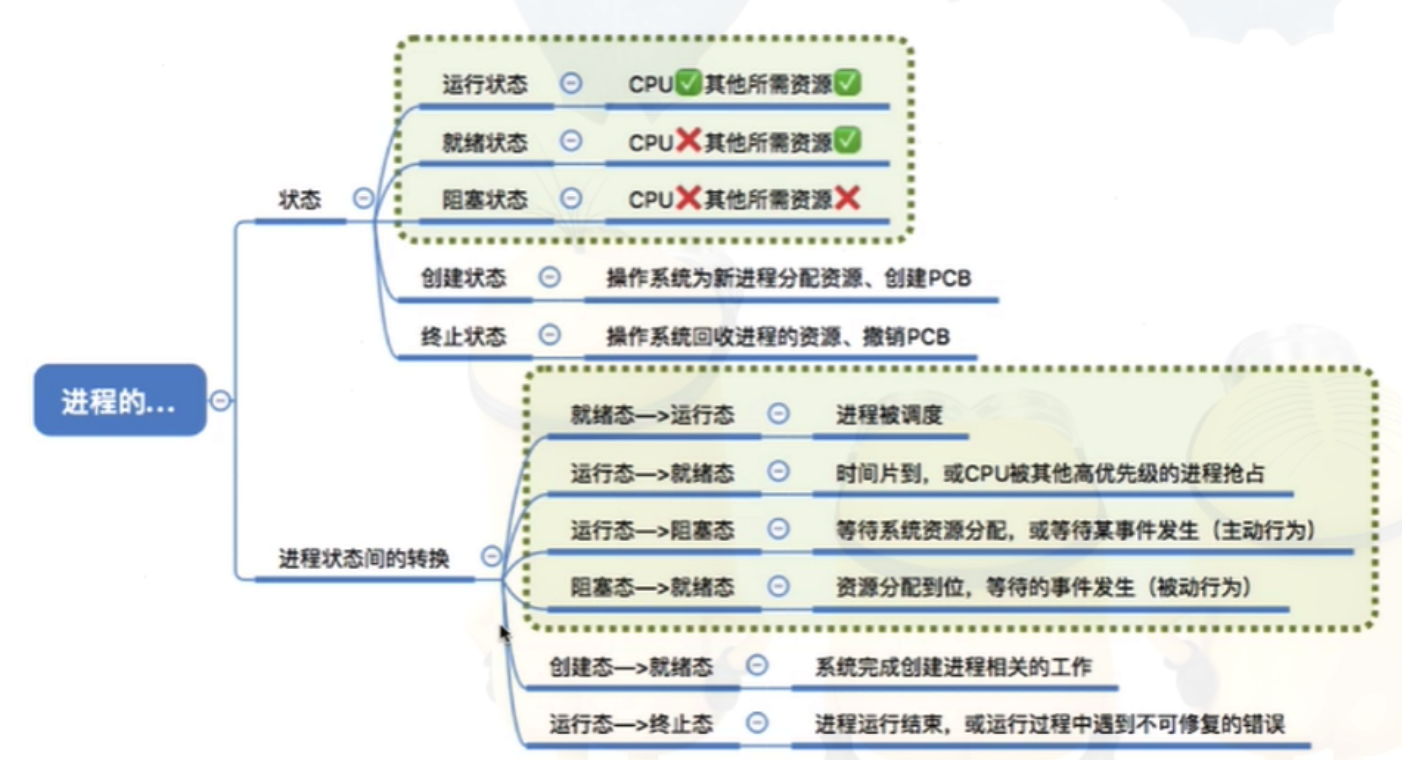 运行状态 CPU✅其他所需资源✅
就绪状态 CPU❌其他所需资源✅
状态
阻塞状态 CPU❌其他所需资源❌
创建状态 操作系统为新进程分配资源、创建PCB
终止状态 操作系统回收进程的资源、撤销PCB
进程的...
就绪态—>运行态 进程被调度
运行态—>就绪态 时间片到，或CPU被其他高优先级的进程抢占
运行态—>阻塞态 等待系统资源分配，或等待某事件发生（主动行为）
进程状态间的转换
阻塞态—>就绪态 资源分配到位，等待的事件发生（被动行为）
创建态—>就绪态 系统完成创建进程相关的工作
运行态—>终止态 进程运行结束，或运行过程中遇到不可修复的错误